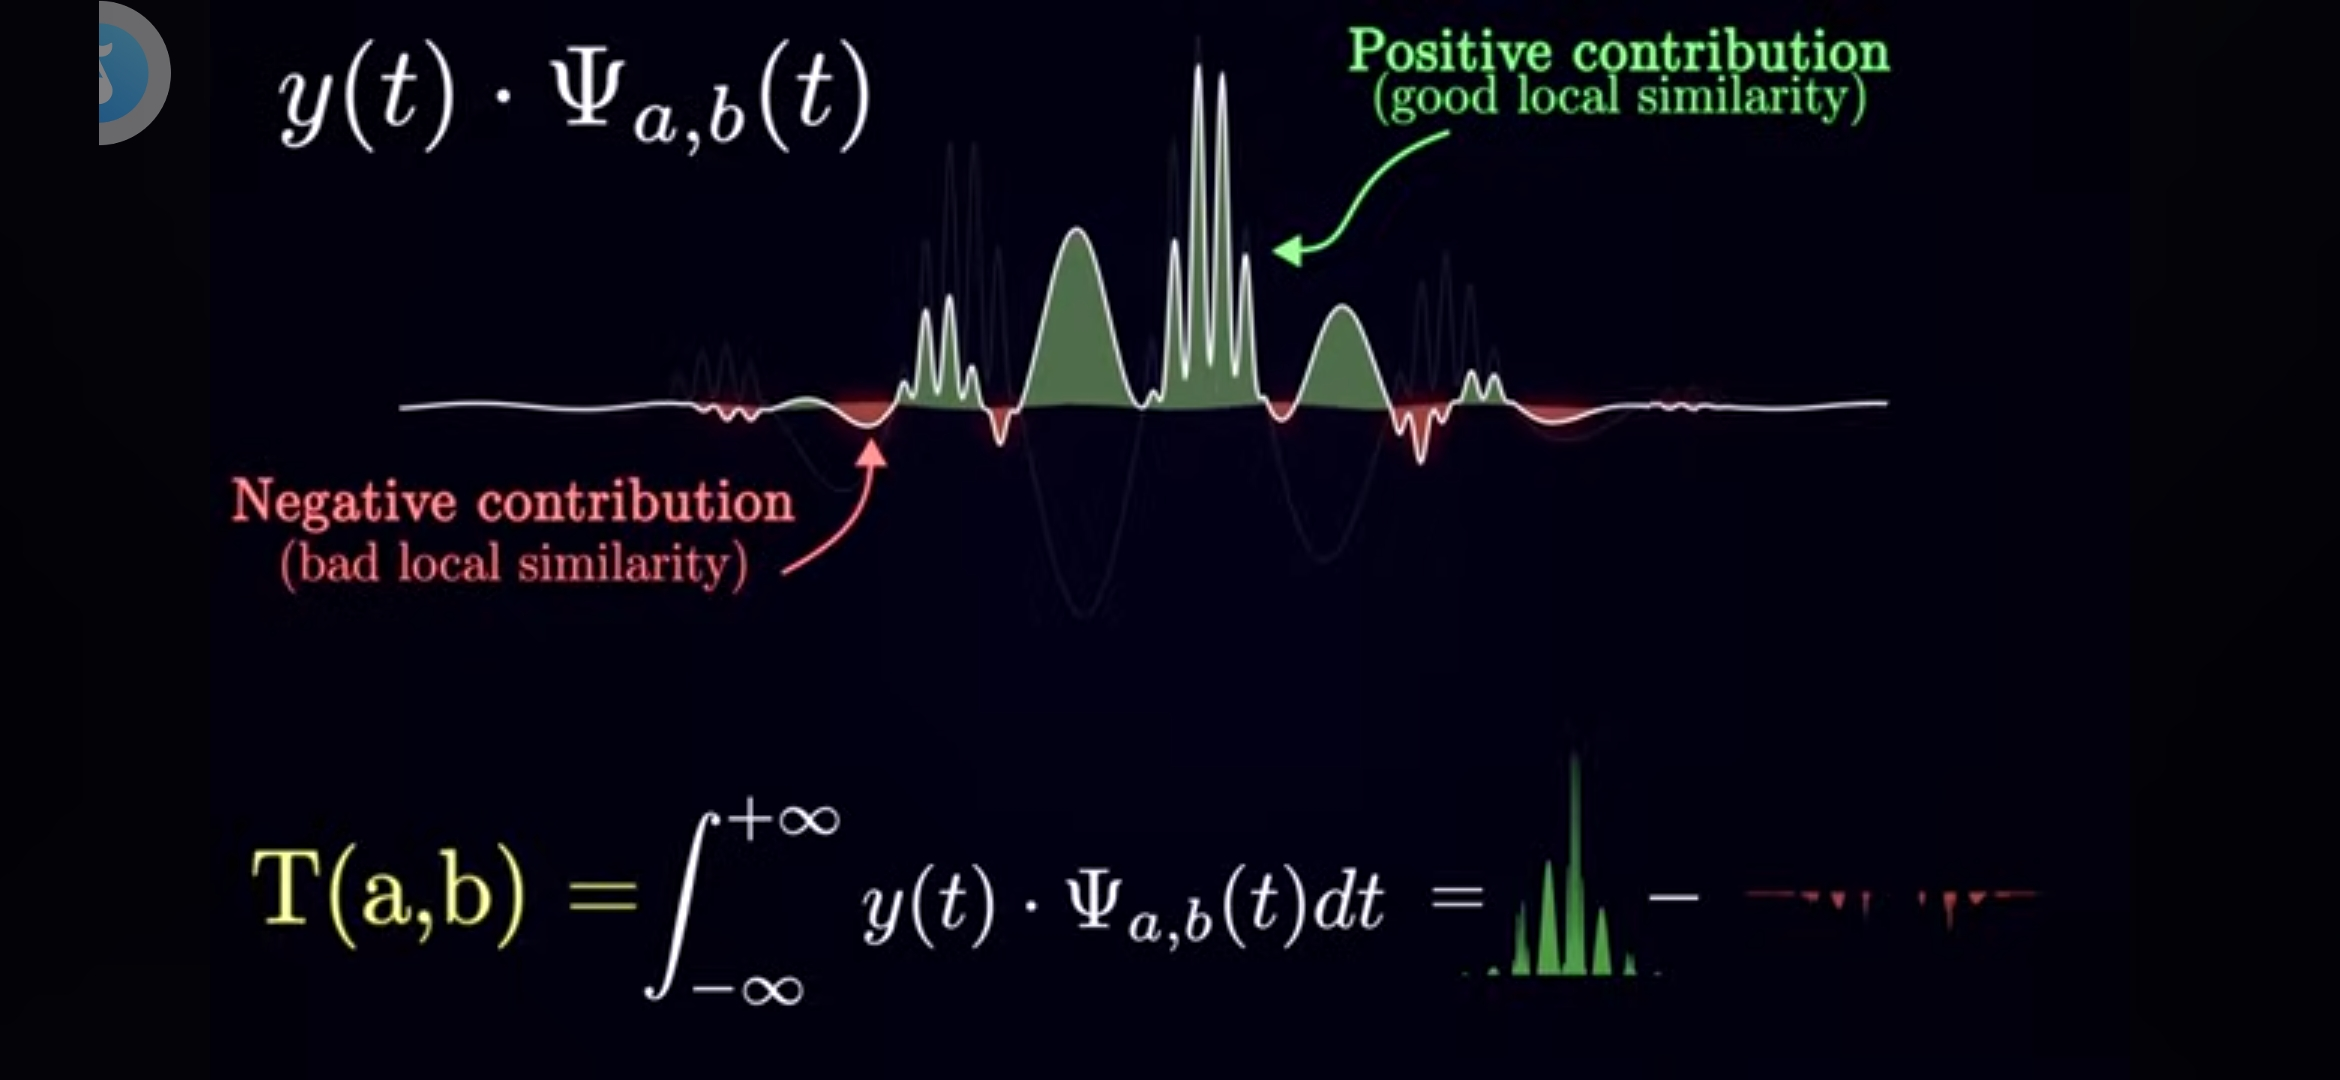 y(t) · Ψ_{a,b}(t)
Positive contribution
(good local similarity)
Negative contribution
(bad local similarity)
T(a,b) = ∫_{−∞}^{+∞} y(t) · Ψ_{a,b}(t)dt = −